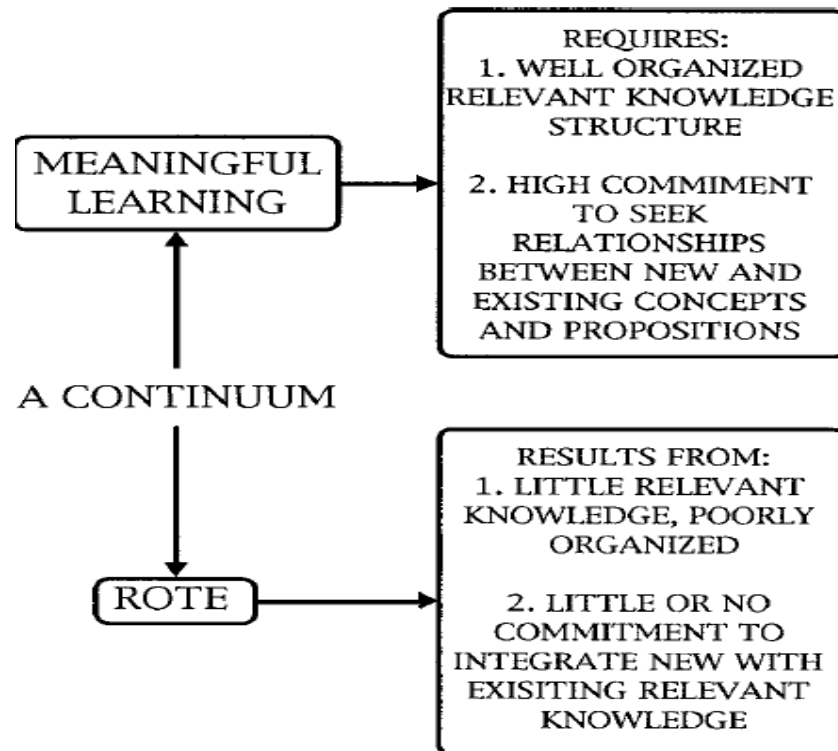 REQUIRES:
1. WELL ORGANIZED
RELEVANT KNOWLEDGE
STRUCTURE
2. HIGH COMMIMENT
TO SEEK
RELATIONSHIPS
BETWEEN NEW AND
EXISTING CONCEPTS
AND PROPOSITIONS
MEANINGFUL
LEARNING
A CONTINUUM
ROTE
RESULTS FROM:
1. LITTLE RELEVANT
KNOWLEDGE, POORLY
ORGANIZED
2. LITTLE OR NO
COMMITMENT TO
INTEGRATE NEW WITH
EXISITING RELEVANT
KNOWLEDGE